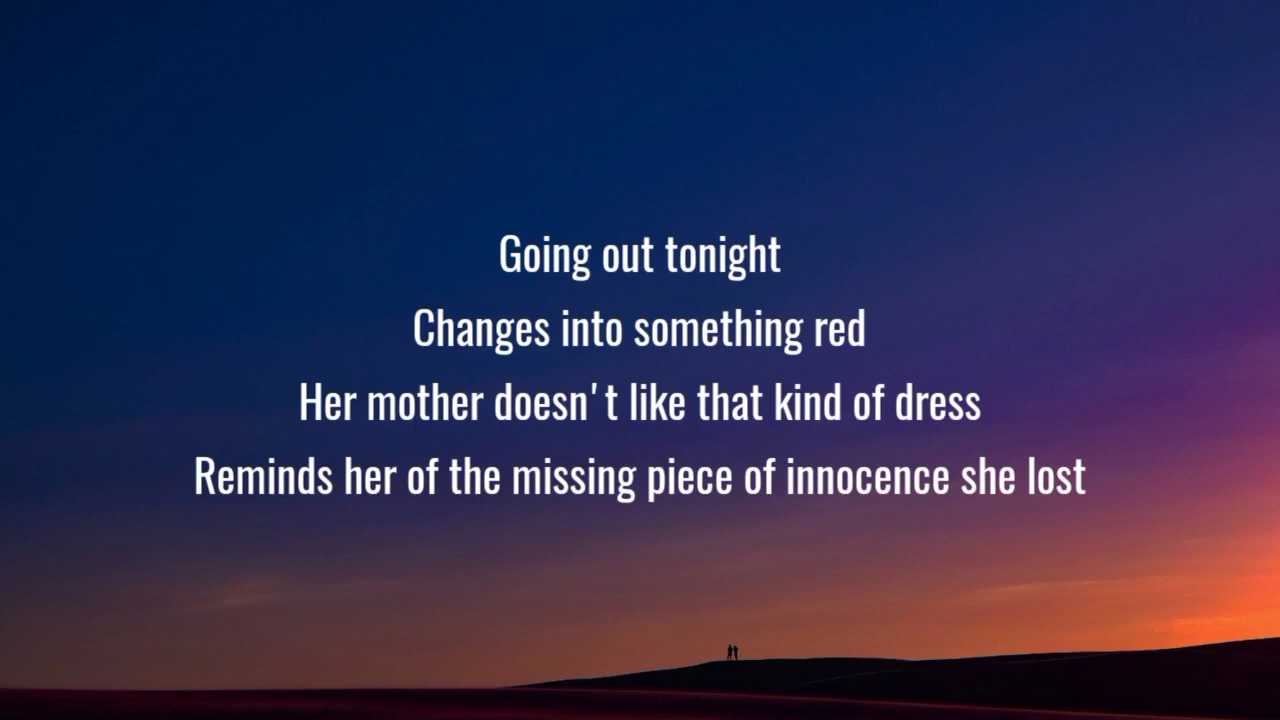 Going out tonight
Changes into something red
Her mother doesn't like that kind of dress
Reminds her of the missing piece of innocence she lost